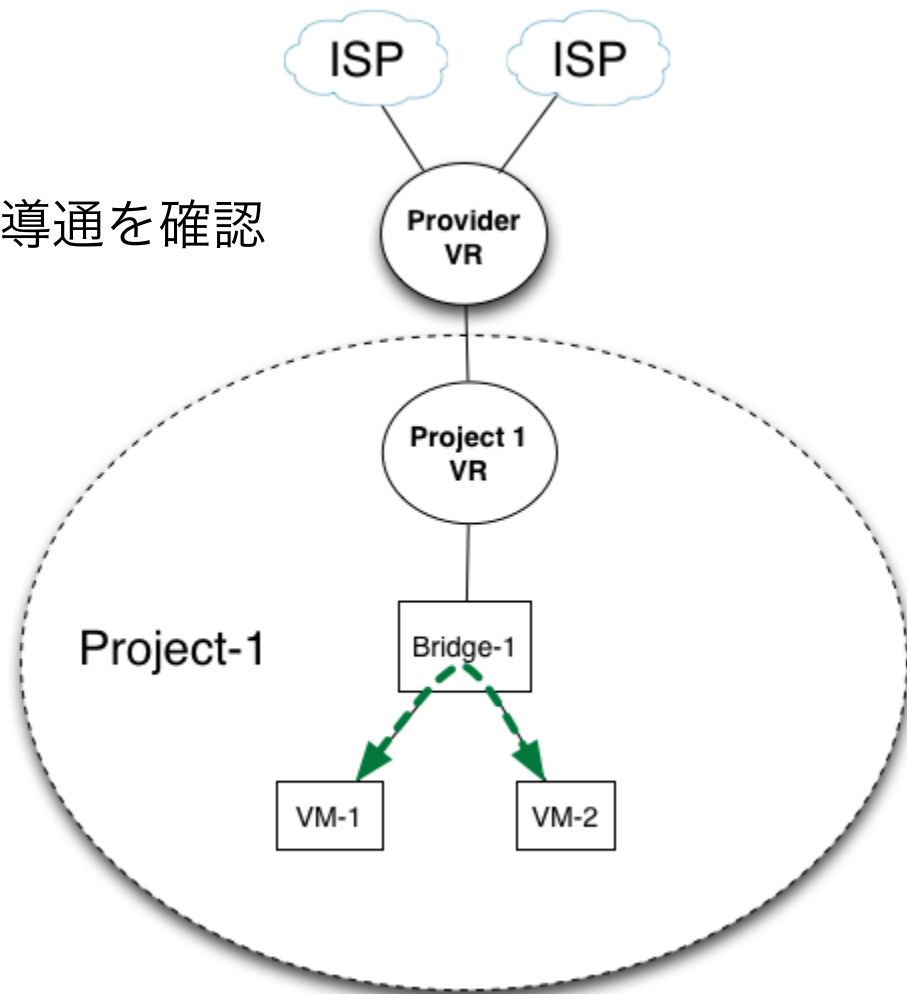 ISP
ISP
導通を確認
Provider
VR
Project 1
VR
Project-1
Bridge-1
VM-1
VM-2